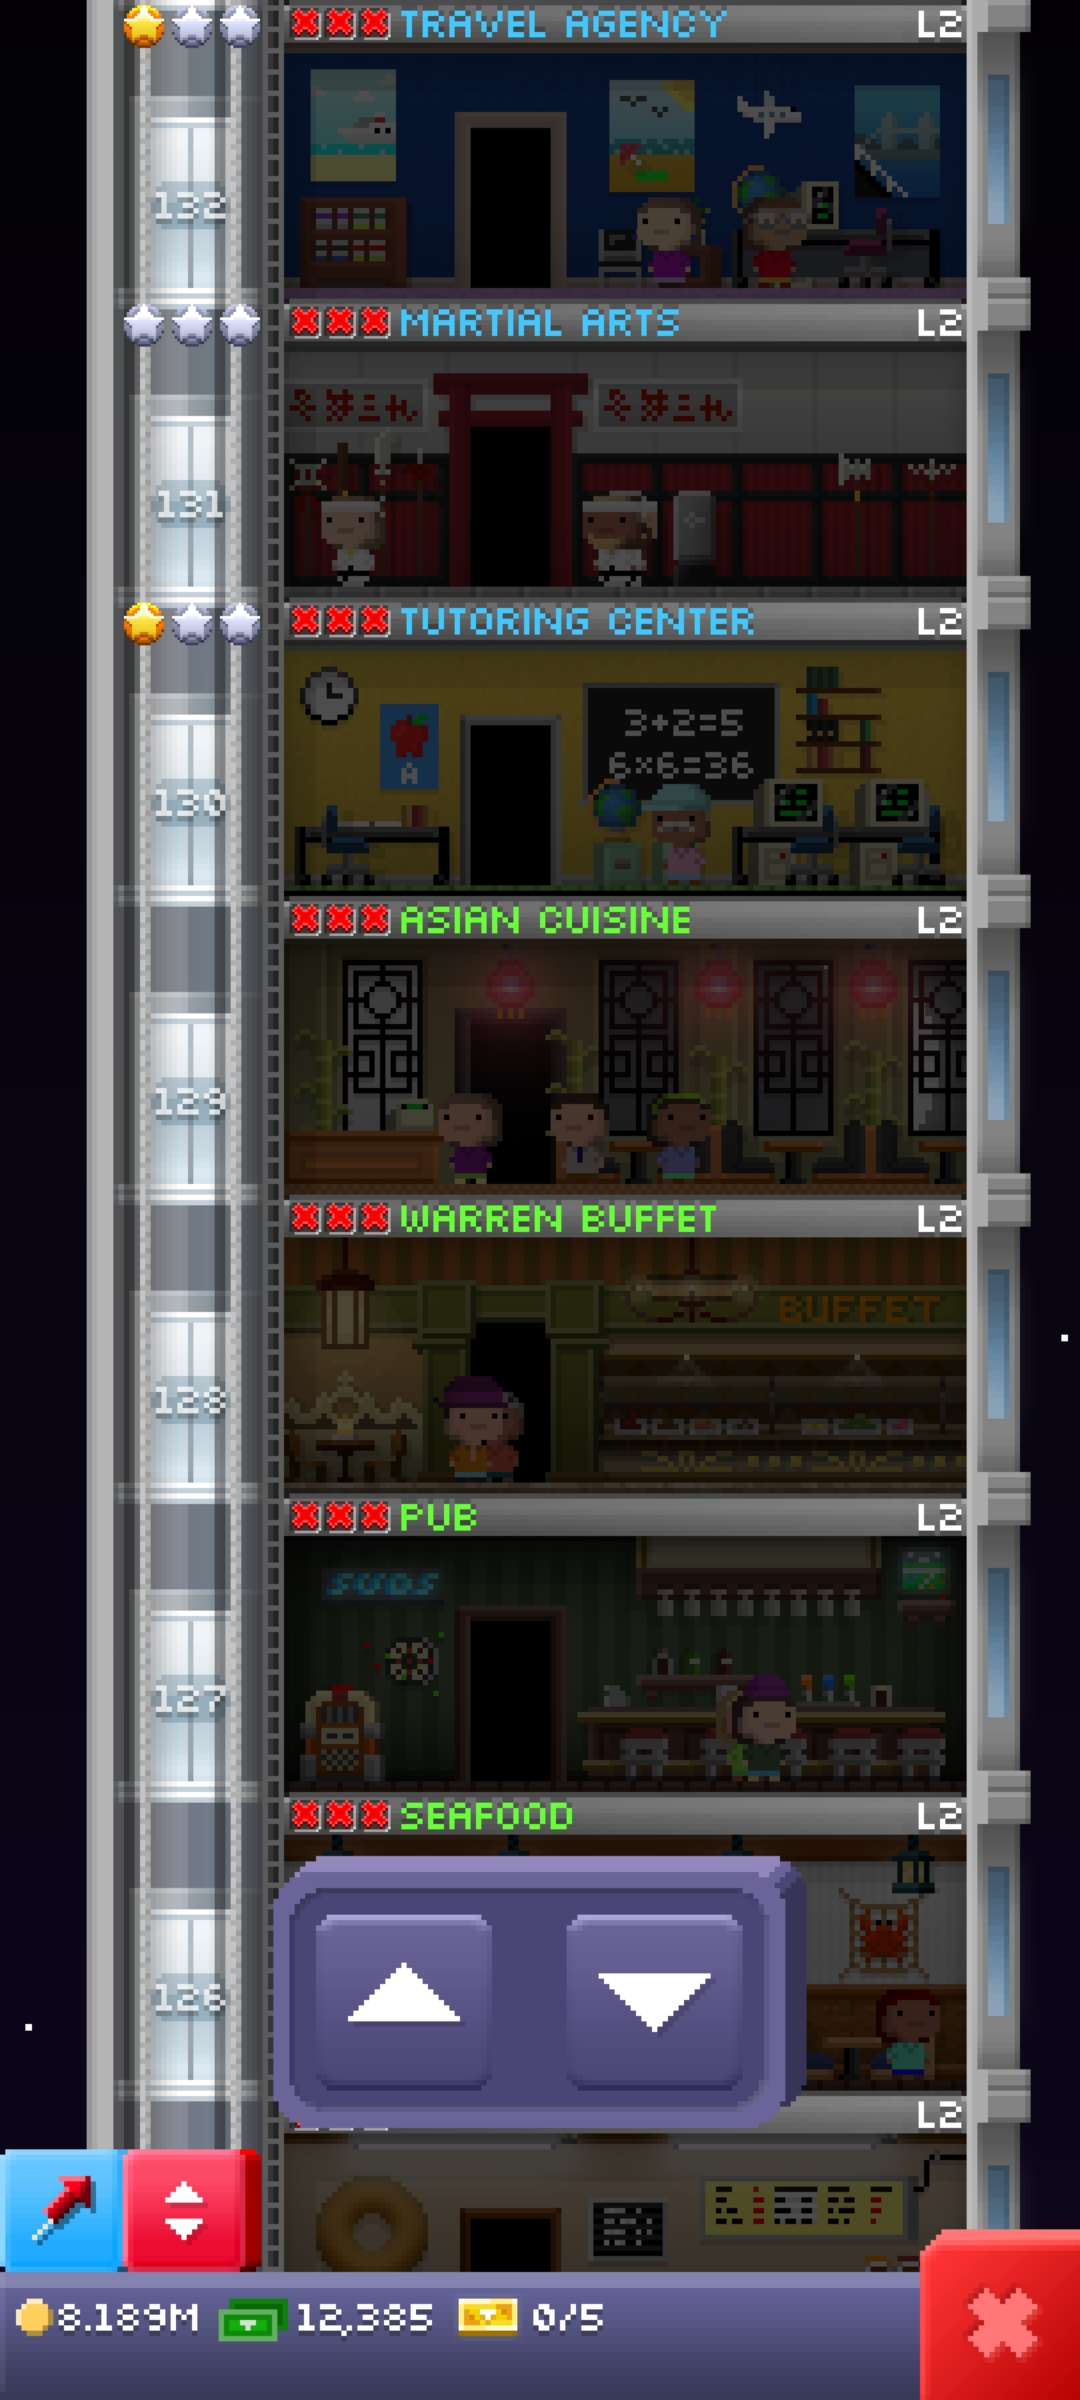 TRAVEL AGENCY L2
132
MARTIAL ARTS L2
131
TUTORING CENTER L2
3+2=5
A
6×6=36
130
ASIAN CUISINE L2
129
WARREN BUFFET L2
BUFFET
128
PUB L2
SUDS
127
SEAFOOD L2
126
L2
8.189M 12,385 0/5